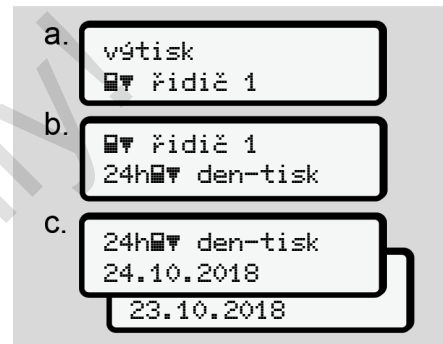 a.
výtisk
řidič 1
b.
řidič 1
24h den-tisk
c.
24h den-tisk
24.10.2018
23.10.2018